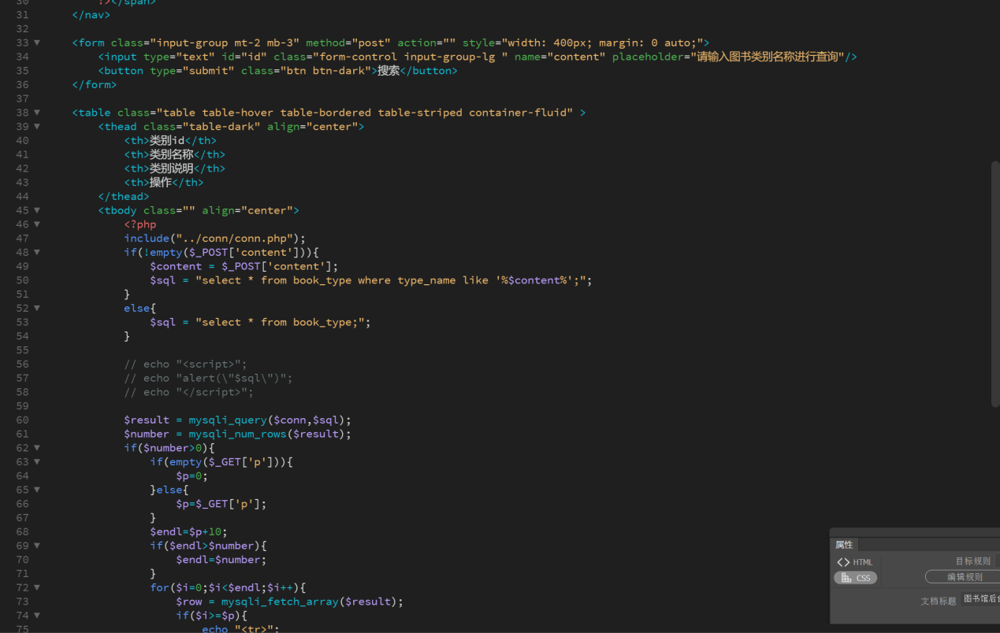 30 ?></span>
31 </nav>
32
33 <form class="input-group mt-2 mb-3" method="post" action="" style="width: 400px; margin: 0 auto;">
34 <input type="text" id="id" class="form-control input-group-lg " name="content" placeholder="请输入图书类别名称进行查询"/>
35 <button type="submit" class="btn btn-dark">搜索</button>
36 </form>
37
38 <table class="table table-hover table-bordered table-striped container-fluid" >
39 <thead class="table-dark" align="center">
40 <th>类别id</th>
41 <th>类别名称</th>
42 <th>类别说明</th>
43 <th>操作</th>
44 </thead>
45 <tbody class="" align="center">
46 <?php
47 include("../conn/conn.php");
48 if(!empty($_POST['content'])){
49 $content = $_POST['content'];
50 $sql = "select * from book_type where type_name like '%$content%';";
51 }
52 else{
53 $sql = "select * from book_type;";
54 }
55
56 // echo "<script>";
57 // echo "alert(\"$sql\")";
58 // echo "</script>";
59
60 $result = mysqli_query($conn,$sql);
61 $number = mysqli_num_rows($result);
62 if($number>0){
63 if(empty($_GET['p'])){
64 $p=0;
65 }else{
66 $p=$_GET['p'];
67 }
68 $endl=$p+10;
69 if($endl>$number){
70 $endl=$number;
71 }
72 for($i=0;$i<$endl;$i++){
73 $row = mysqli_fetch_array($result);
74 if($i>=$p){
75 echo "<tr>";
属性
<> HTML 目标规则
CSS 编辑规则
文档标题 图书馆后